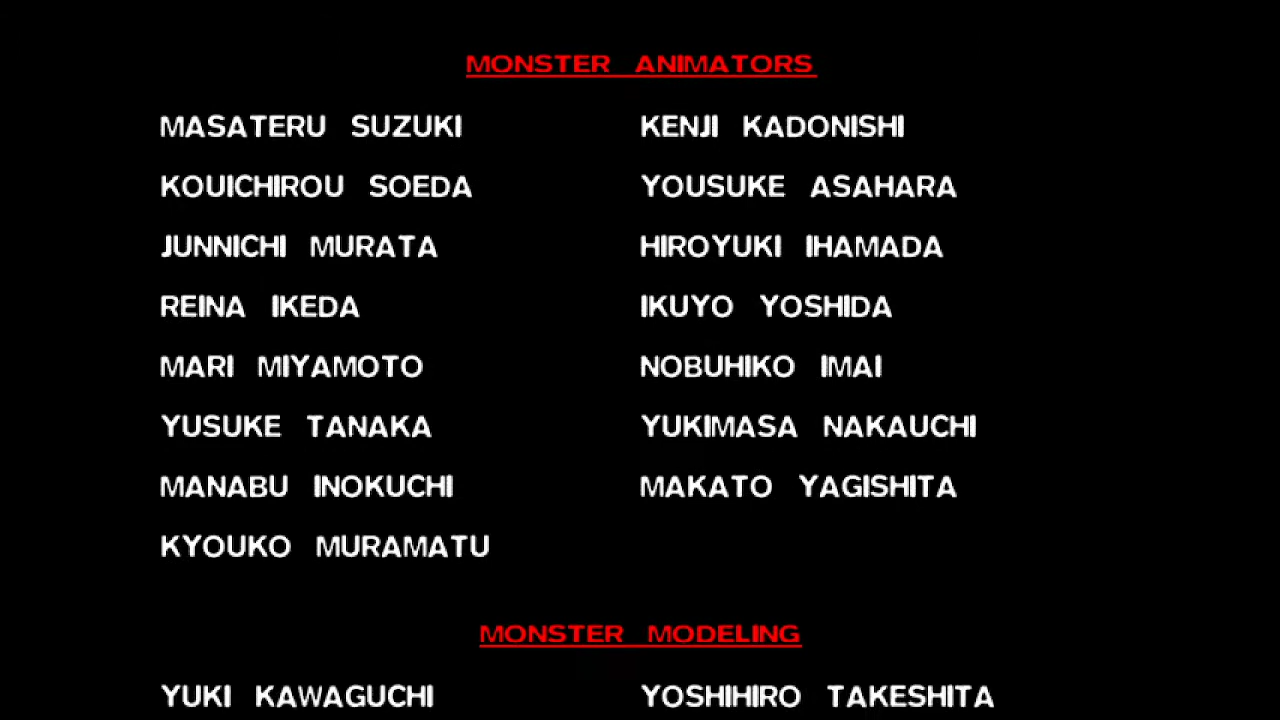 MONSTER ANIMATORS
MASATERU SUZUKI KENJI KADONISHI
KOUICHIROU SOEDA YOUSUKE ASAHARA
JUNNICHI MURATA HIROYUKI IHAMADA
REINA IKEDA IKUYO YOSHIDA
MARI MIYAMOTO NOBUHIKO IMAI
YUSUKE TANAKA YUKIMASA NAKAUCHI
MANABU INOKUCHI MAKATO YAGISHITA
KYOUKO MURAMATU
MONSTER MODELING
YUKI KAWAGUCHI YOSHIHIRO TAKESHITA